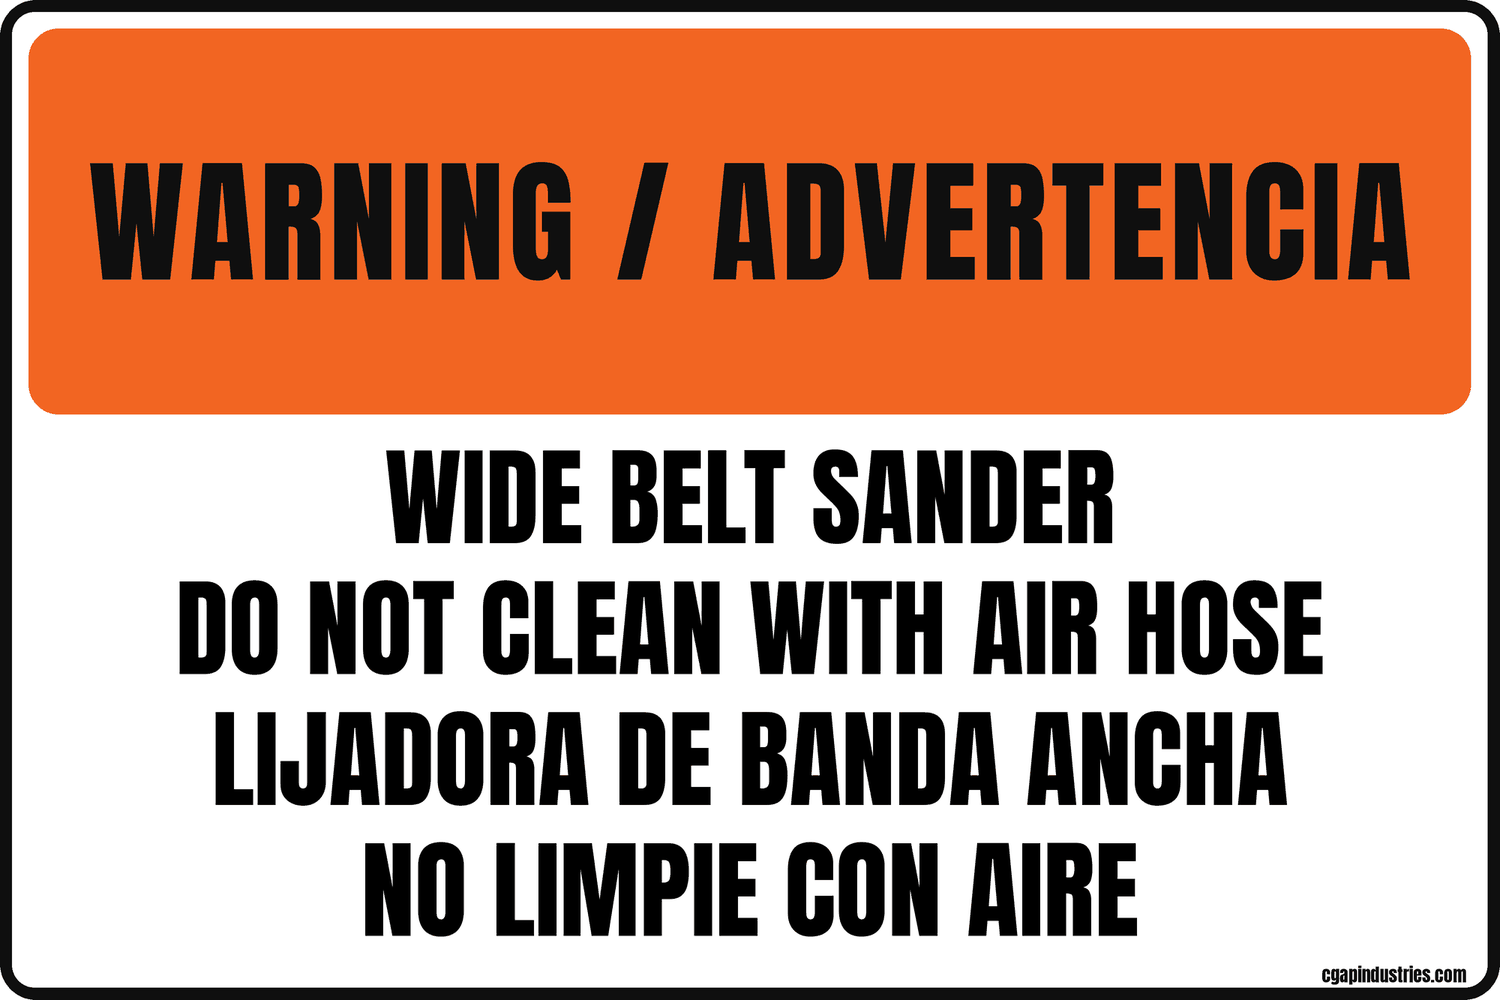 WARNING / ADVERTENCIA
WIDE BELT SANDER
DO NOT CLEAN WITH AIR HOSE
LIJADORA DE BANDA ANCHA
NO LIMPIE CON AIRE
cgapindustries.com